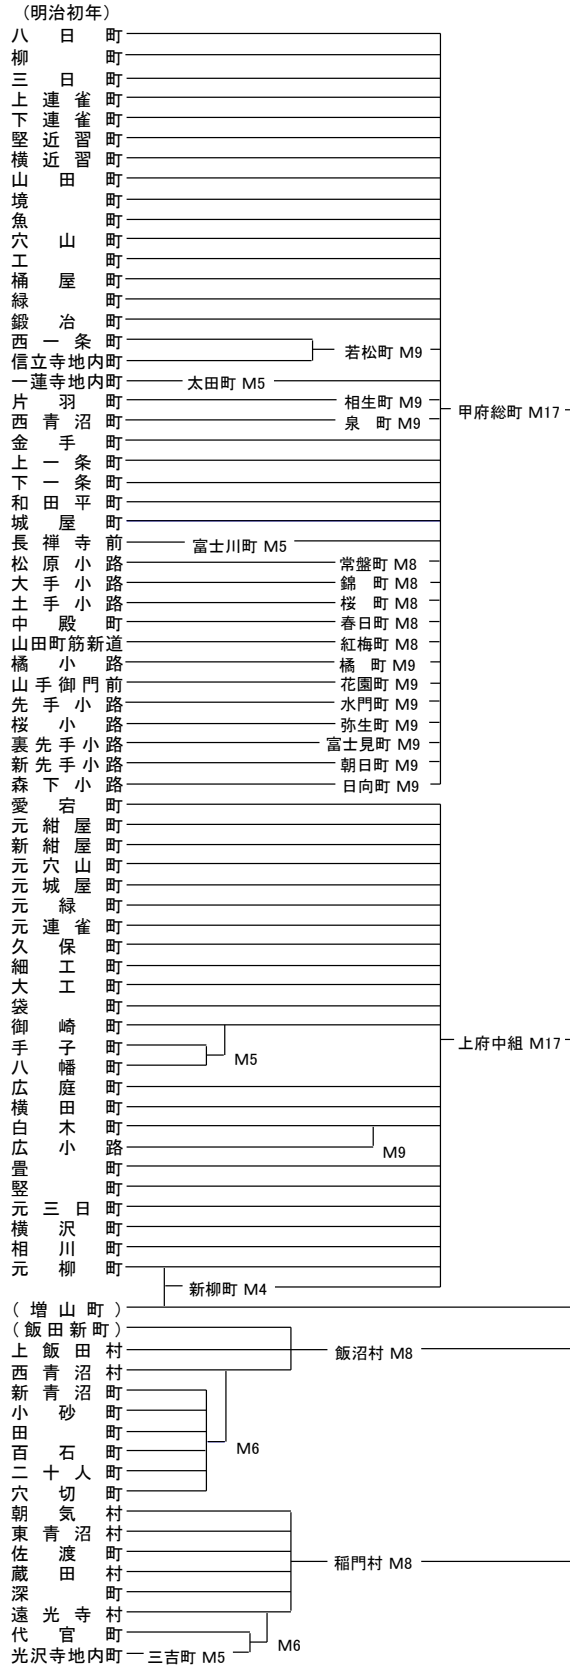 （明治初年）
八日町
柳町
三日町
上連雀町
下連雀町
堅近習町
横近習町
山田町
境町
魚町
穴山町
工町
桶屋町
緑町
鍛冶町
西一条町
信立寺地内町 若松町 M9
一蓮寺地内町 太田町 M5
片羽町 相生町 M9
西青沼町 泉町 M9
甲府総町 M17
金手町
上一条町
下一条町
和田平町
城屋町
長禅寺前 富士川町 M5
松原小路 常盤町 M8
大手小路 錦町 M8
土手小路 桜町 M8
中殿町 春日町 M8
山田町筋新道 紅梅町 M8
橘小路 橘町 M9
山手御門前 花園町 M9
先手小路 水門町 M9
桜小路 弥生町 M9
裏先手小路 富士見町 M9
新先手小路 朝日町 M9
森下小路 日向町 M9
愛宕町
元紺屋町
新紺屋町
元穴山町
元城屋町
元緑町
元連雀町
久保町
細工町
大工町
袋町
御崎町
手子町
八幡町 M5
上府中組 M17
広庭町
横田町
白木町
広小路 M9
畳町
竪町
元三日町
横沢町
相川町
元柳町
新柳町 M4
（増山町）
（飯田新町）
上飯田村 飯沼村 M8
西青沼村
新青沼町
小砂町
田町
百石町 M6
二十人町
穴切町
朝気村
東青沼村
佐渡町 稲門村 M8
蔵田村
深町
遠光寺村
代官町 M6
光沢寺地内町 三吉町 M5